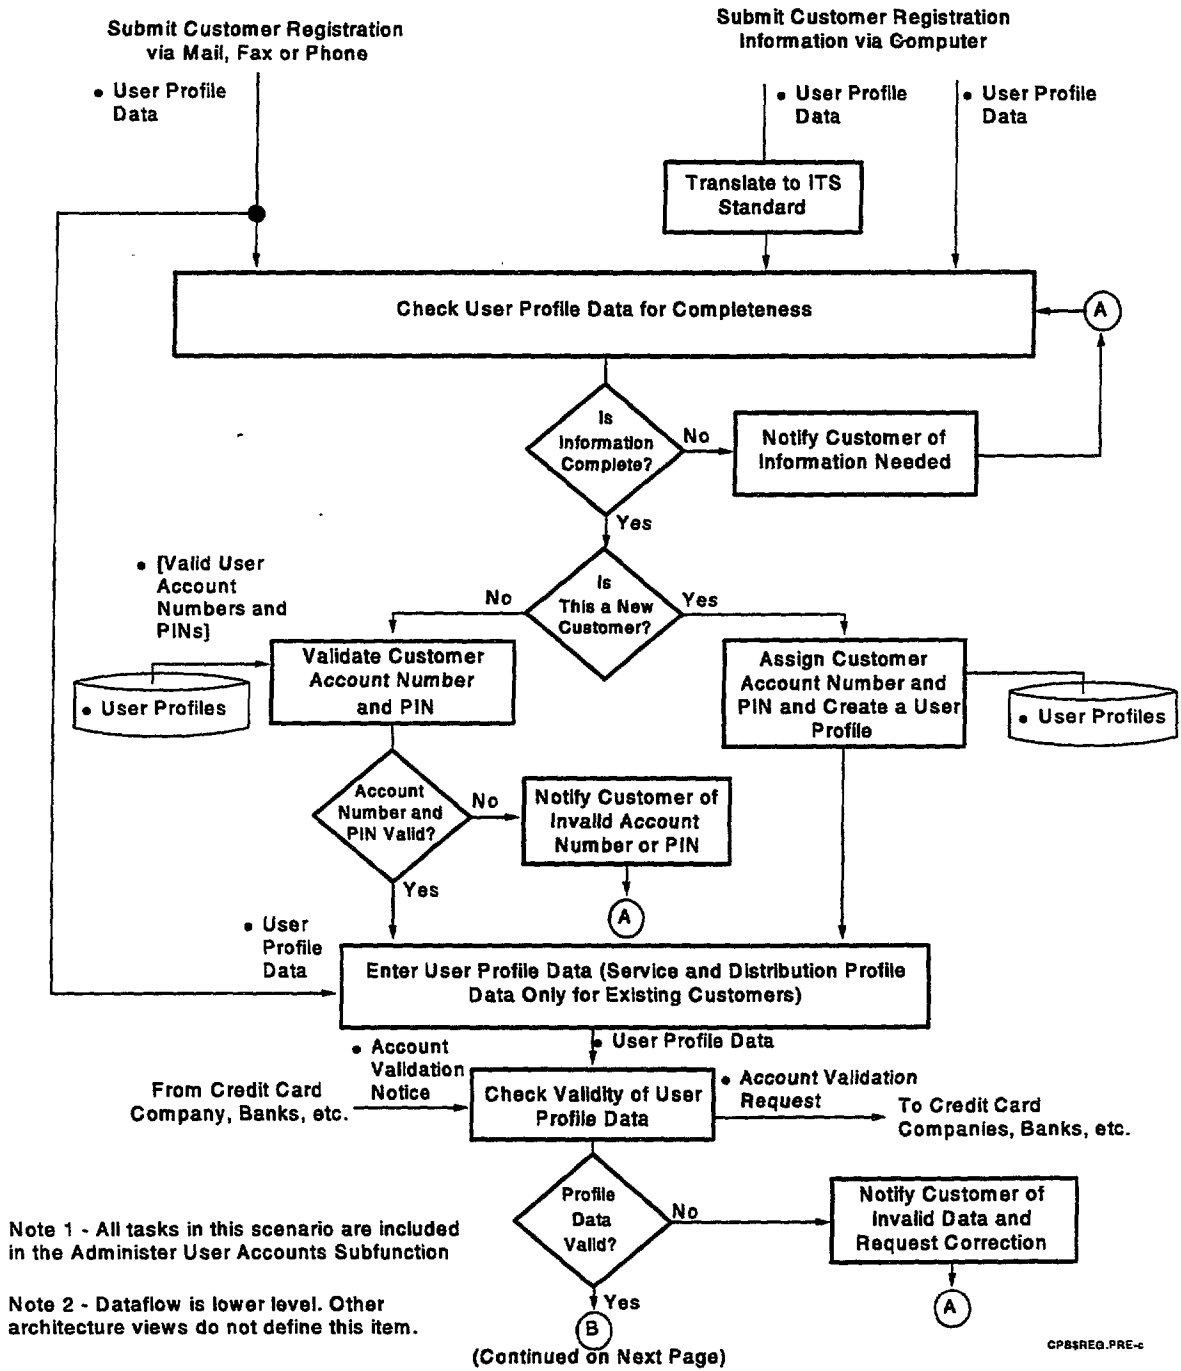 Submit Customer Registration
via Mail, Fax or Phone
Submit Customer Registration
Information via Computer
• User Profile
Data
• User Profile
Data
• User Profile
Data
Translate to ITS
Standard
Check User Profile Data for Completeness
A
Is
Information
Complete?
No
Notify Customer of
Information Needed
Yes
• [Valid User
Account
Numbers and
PINs]
Is
This a New
Customer?
No
Yes
Validate Customer
Account Number
and PIN
• User Profiles
Assign Customer
Account Number and
PIN and Create a User
Profile
• User Profiles
Account
Number and
PIN Valid?
No
Notify Customer of
Invalid Account
Number or PIN
Yes
A
• User
Profile
Data
Enter User Profile Data (Service and Distribution Profile
Data Only for Existing Customers)
• User Profile Data
• Account
Validation
Notice
From Credit Card
Company, Banks, etc.
Check Validity of User
Profile Data
• Account Validation
Request
To Credit Card
Companies, Banks, etc.
Profile
Data
Valid?
No
Notify Customer of
Invalid Data and
Request Correction
A
Yes
B
(Continued on Next Page)
Note 1 - All tasks in this scenario are included
in the Administer User Accounts Subfunction
Note 2 - Dataflow is lower level. Other
architecture views do not define this item.
CPB$REG.PRE-c